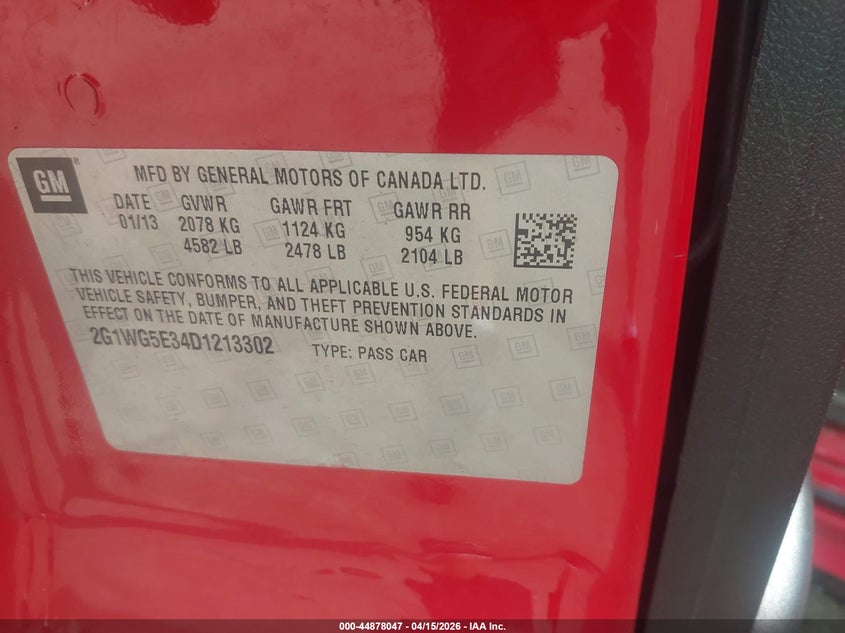 GM ®
MFD BY GENERAL MOTORS OF CANADA LTD.
DATE GVWR GAWR FRT GAWR RR
01/13 2078 KG 1124 KG 954 KG
4582 LB 2478 LB 2104 LB
THIS VEHICLE CONFORMS TO ALL APPLICABLE U.S. FEDERAL MOTOR
VEHICLE SAFETY, BUMPER, AND THEFT PREVENTION STANDARDS IN
EFFECT ON THE DATE OF MANUFACTURE SHOWN ABOVE.
2G1WG5E34D1213302 TYPE: PASS CAR
000-44878047 - 04/15/2026 - IAA Inc.